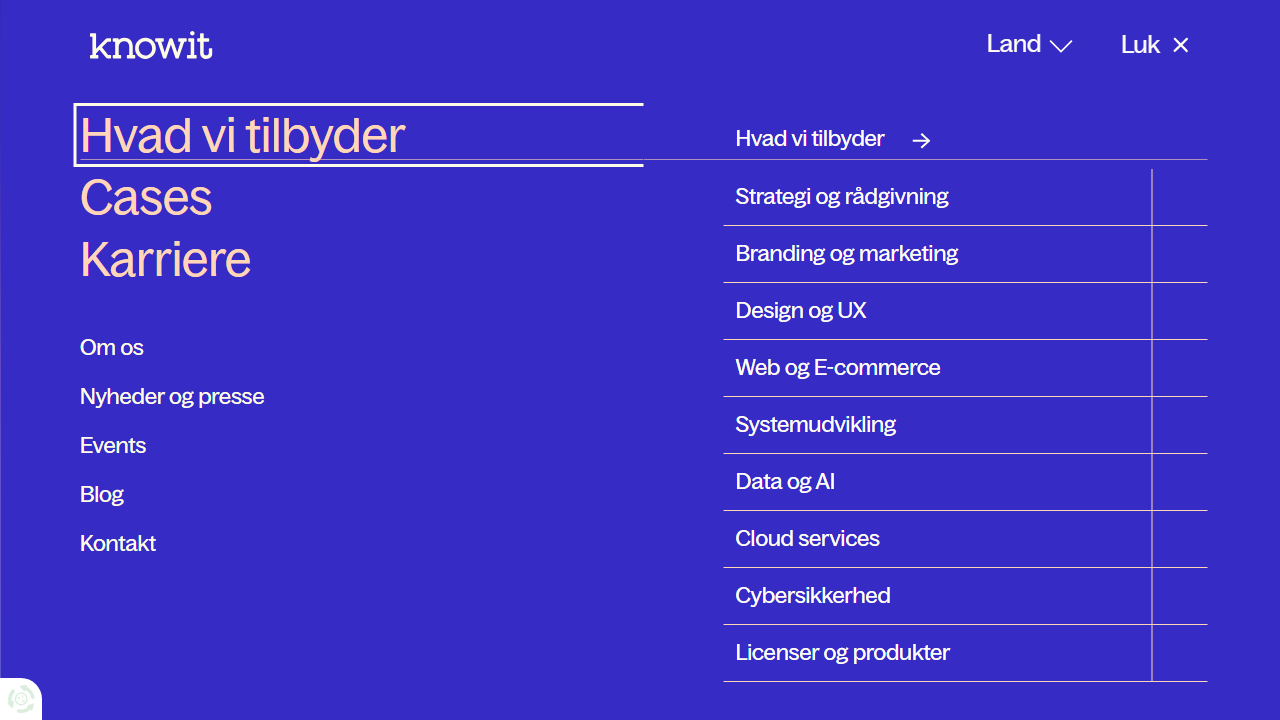 knowit
Land
Luk
Hvad vi tilbyder
Cases
Karriere
Om os
Nyheder og presse
Events
Blog
Kontakt
Hvad vi tilbyder
Strategi og rådgivning
Branding og marketing
Design og UX
Web og E-commerce
Systemudvikling
Data og AI
Cloud services
Cybersikkerhed
Licenser og produkter